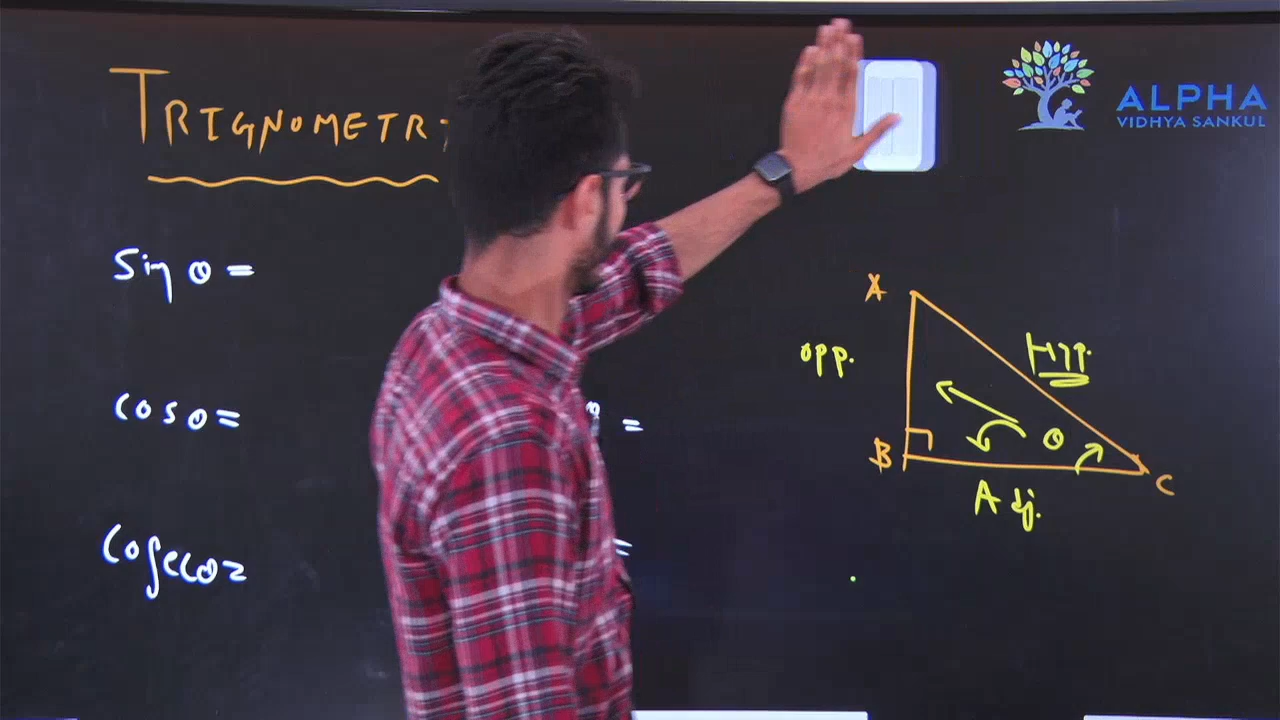 TRIGNOMETR
ALPHA
VIDHYA SANKUL
Sin θ =
A
Opp.
Hyp.
Cos θ =
θ =
θ
B
C
Adj.
Cosec θ =
=